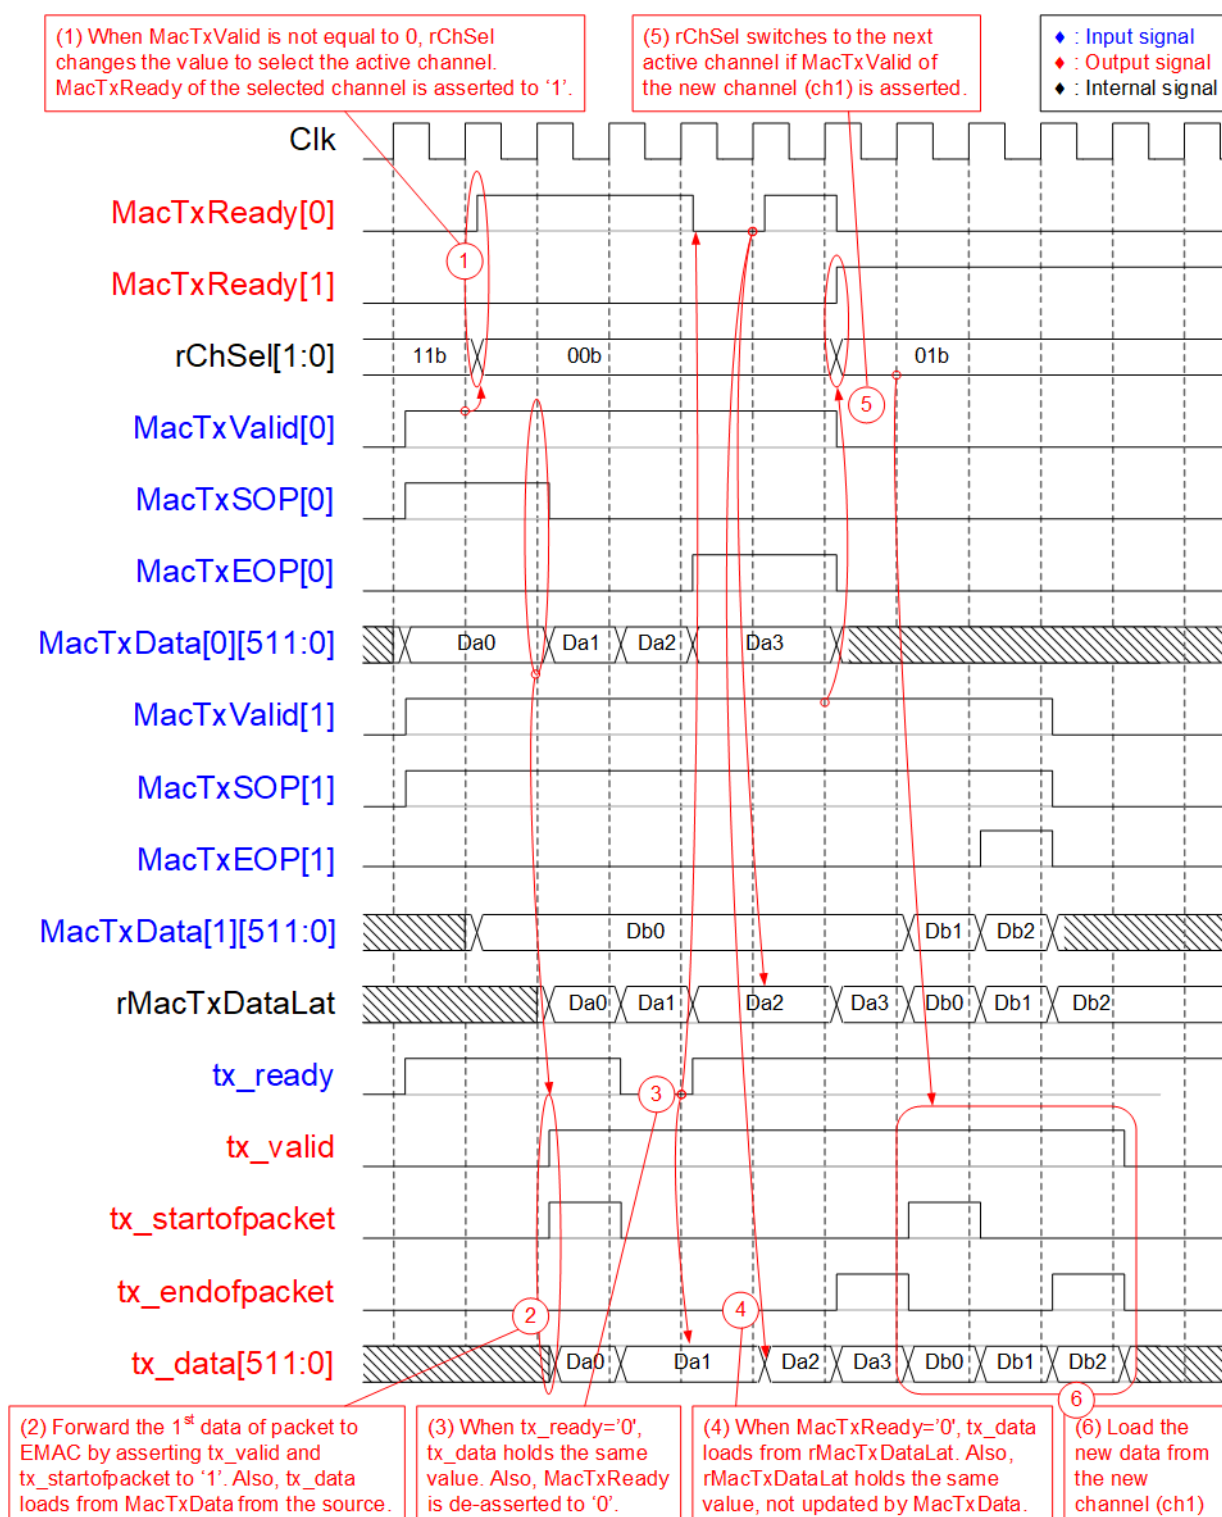 (1) When MacTxValid is not equal to 0, rChSel
changes the value to select the active channel.
MacTxReady of the selected channel is asserted to ‘1’.
(5) rChSel switches to the next
active channel if MacTxValid of
the new channel (ch1) is asserted.
♦ : Input signal
♦ : Output signal
♦ : Internal signal
Clk
MacTxReady[0]
1
MacTxReady[1]
rChSel[1:0]
11b 00b 01b
5
MacTxValid[0]
MacTxSOP[0]
MacTxEOP[0]
MacTxData[0][511:0]
Da0 Da1 Da2 Da3
MacTxValid[1]
MacTxSOP[1]
MacTxEOP[1]
MacTxData[1][511:0]
Db0 Db1 Db2
rMacTxDataLat
Da0 Da1 Da2 Da3 Db0 Db1 Db2
tx_ready
3
tx_valid
tx_startofpacket
tx_endofpacket
2
4
tx_data[511:0]
Da0 Da1 Da2 Da3 Db0 Db1 Db2
6
(2) Forward the 1st data of packet to
EMAC by asserting tx_valid and
tx_startofpacket to ‘1’. Also, tx_data
loads from MacTxData from the source.
(3) When tx_ready=’0’,
tx_data holds the same
value. Also, MacTxReady
is de-asserted to ‘0’.
(4) When MacTxReady=’0’, tx_data
loads from rMacTxDataLat. Also,
rMacTxDataLat holds the same
value, not updated by MacTxData.
(6) Load the
new data from
the new
channel (ch1)